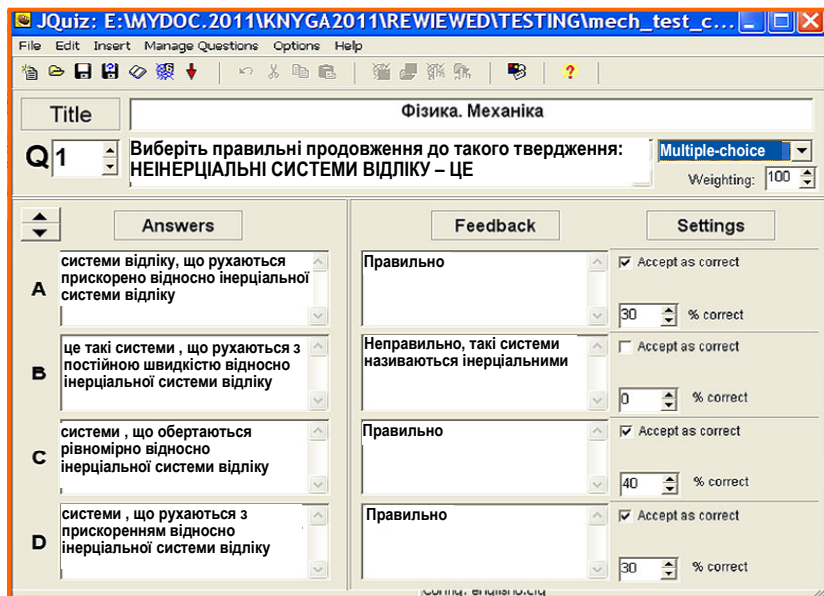 JQuiz: E:\MYDOC.2011\KNYGA2011\REWIEWED\TESTING\mech_test_c...
File Edit Insert Manage Questions Options Help
Title
Фізика. Механіка
Q 1
Виберіть правильні продовження до такого твердження:
НЕІНЕРЦІАЛЬНІ СИСТЕМИ ВІДЛІКУ – ЦЕ
Multiple-choice
Weighting: 100
Answers Feedback Settings
A
системи відліку, що рухаються
прискорено відносно інерціальної
системи відліку
Правильно
Accept as correct
30 % correct
B
це такі системи , що рухаються з
постійною швидкістю відносно
інерціальної системи відліку
Неправильно, такі системи
називаються інерціальними
Accept as correct
0 % correct
C
системи , що обертаються
рівномірно відносно
інерціальної системи відліку
Правильно
Accept as correct
40 % correct
D
системи , що рухаються з
прискоренням відносно
інерціальної системи відліку
Правильно
Accept as correct
30 % correct